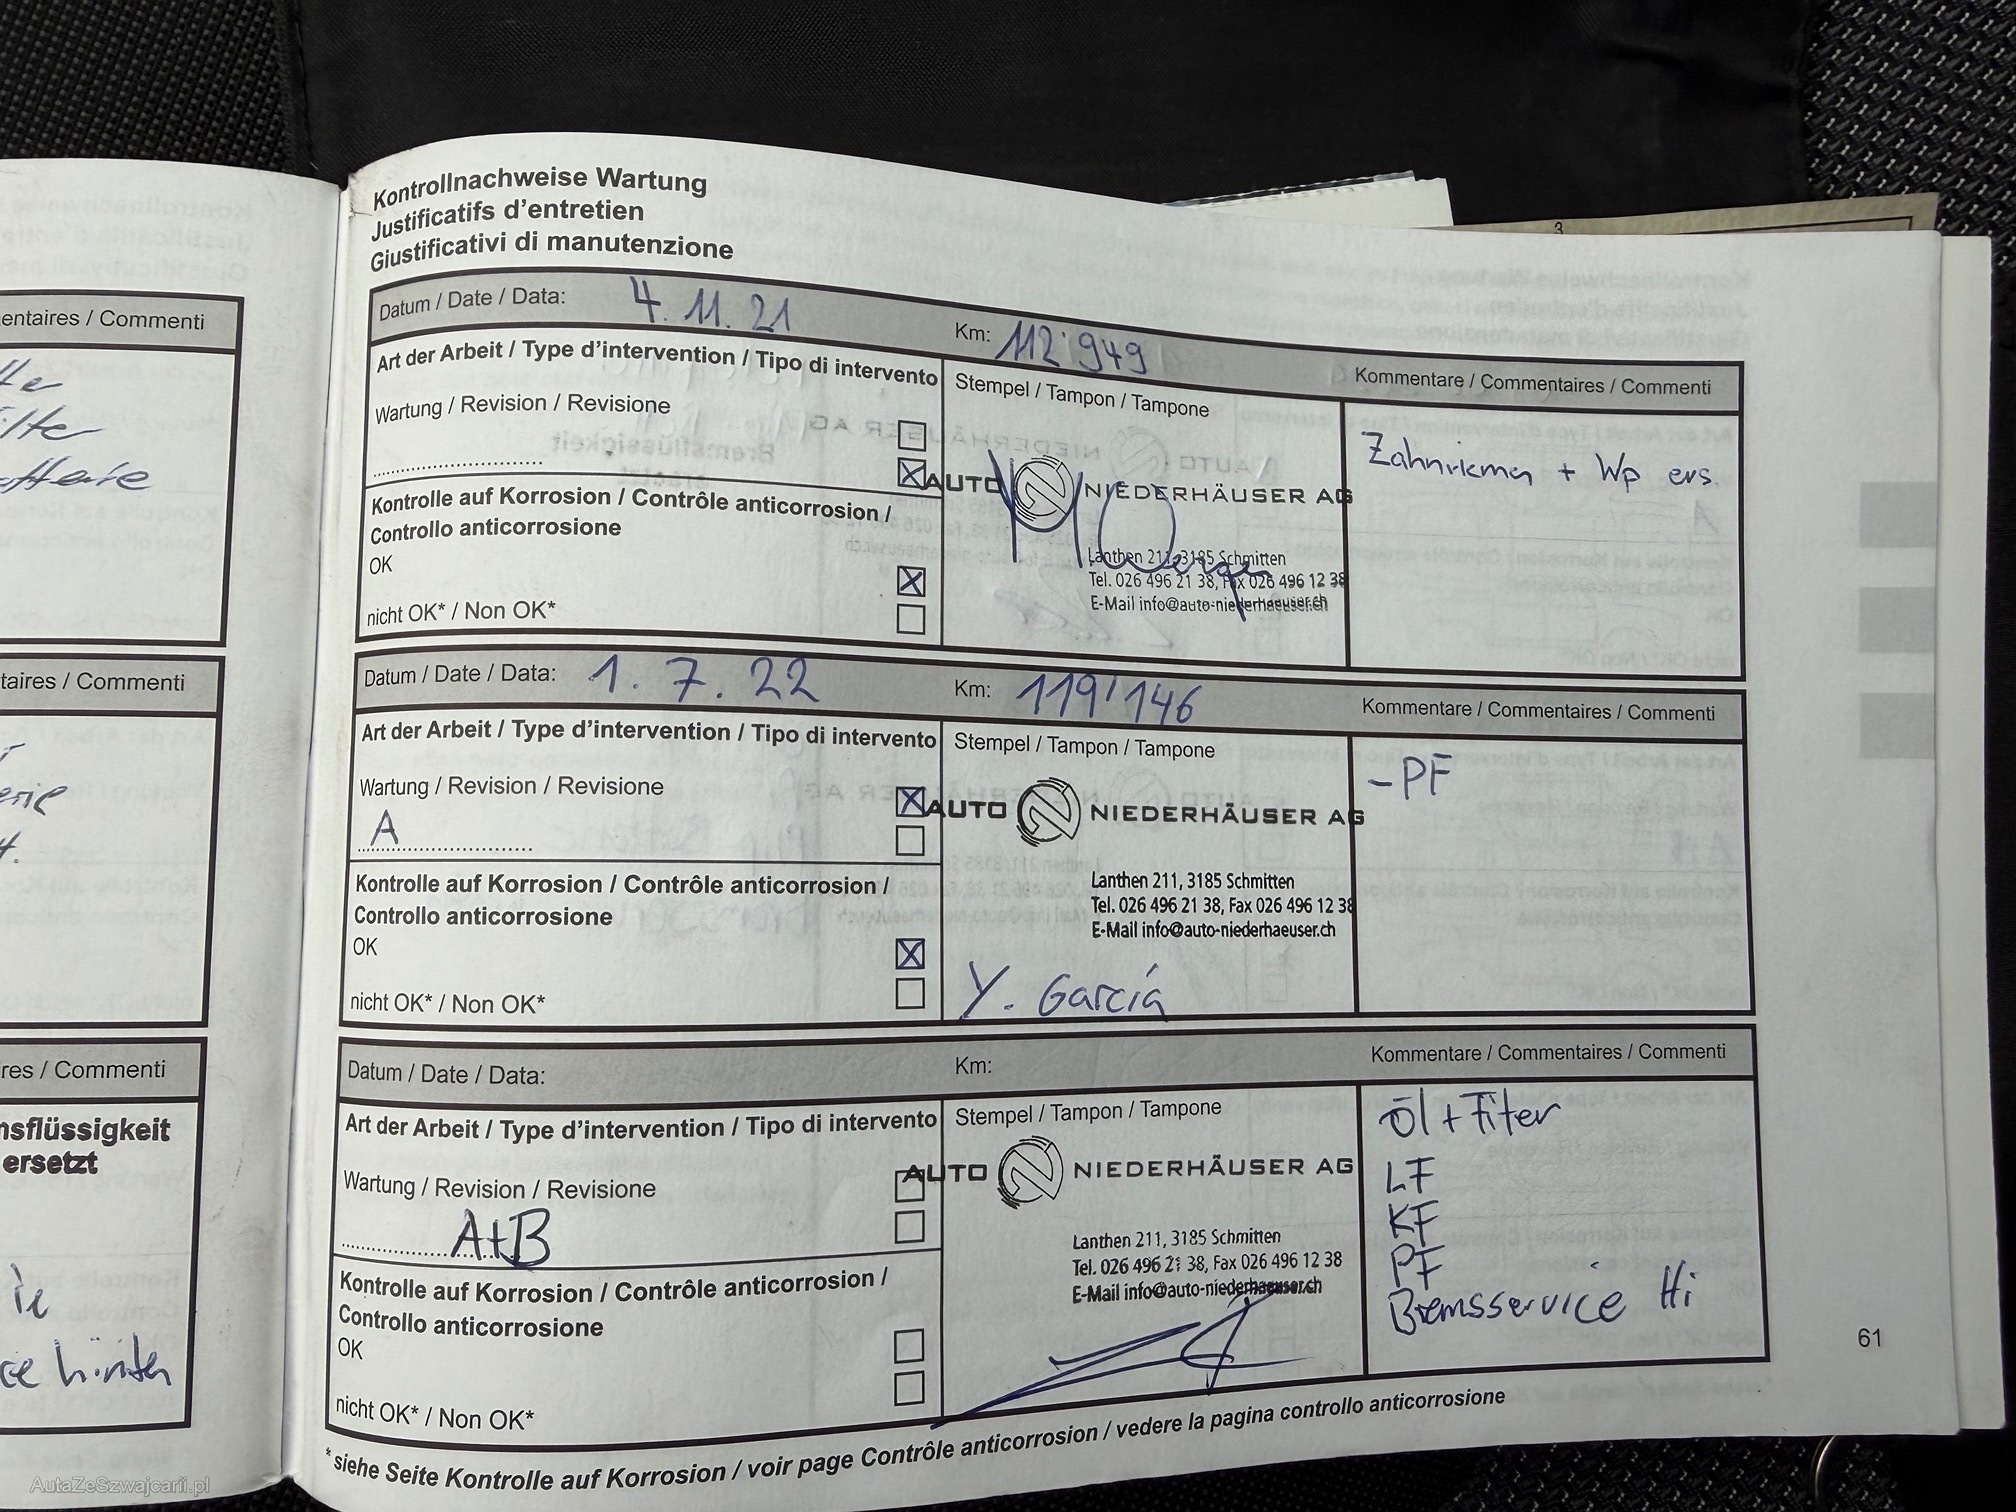 entaires / Commenti
taires / Commenti
res / Commenti
nsflüssigkeit
ersetzt
Kontrollnachweise Wartung
Justificatifs d'entretien
Giustificativi di manutenzione
3
Datum / Date / Data: 4.11.21 Km: 112'949 Kommentare / Commentaires / Commenti
Art der Arbeit / Type d'intervention / Tipo di intervento
Stempel / Tampon / Tampone
Wartung / Revision / Revisione
Kontrolle auf Korrosion / Contrôle anticorrosion /
Controllo anticorrosione
OK
nicht OK* / Non OK*
AUTO NIEDERHÄUSER AG
Lanthen 211, 3185 Schmitten
Tel. 026 496 21 38, Fax 026 496 12 38
E-Mail info@auto-niederhaeuser.ch
Zahnriemen + Wp ers.
Datum / Date / Data: 1.7.22 Km: 119'146 Kommentare / Commentaires / Commenti
Art der Arbeit / Type d'intervention / Tipo di intervento
Stempel / Tampon / Tampone
Wartung / Revision / Revisione
A
Kontrolle auf Korrosion / Contrôle anticorrosion /
Controllo anticorrosione
OK
nicht OK* / Non OK*
AUTO NIEDERHÄUSER AG
Lanthen 211, 3185 Schmitten
Tel. 026 496 21 38, Fax 026 496 12 38
E-Mail info@auto-niederhaeuser.ch
Y. García
-PF
Datum / Date / Data: Km: Kommentare / Commentaires / Commenti
Art der Arbeit / Type d'intervention / Tipo di intervento
Stempel / Tampon / Tampone
Wartung / Revision / Revisione
A+B
Kontrolle auf Korrosion / Contrôle anticorrosion /
Controllo anticorrosione
OK
nicht OK* / Non OK*
AUTO NIEDERHÄUSER AG
Lanthen 211, 3185 Schmitten
Tel. 026 496 21 38, Fax 026 496 12 38
E-Mail info@auto-niederhaeuser.ch
Öl + Filter
LF
KF
PF
Bremsservice Hi
61
* siehe Seite Kontrolle auf Korrosion / voir page Contrôle anticorrosion / vedere la pagina controllo anticorrosione
AutaZeSzwajcarii.pl